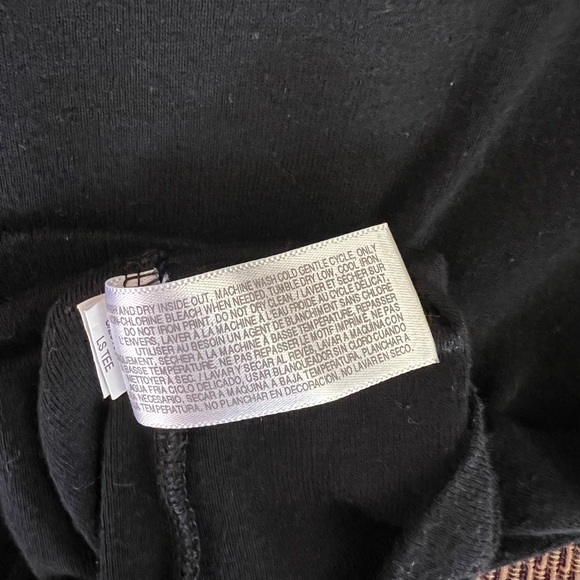 AND DRY INSIDE OUT, MACHINE WASH COLD GENTLE CYCLE, ONLY
NON-CHLORINE BLEACH WHEN NEEDED TUMBLE DRY LOW, COOL IRON,
DO NOT IRON PRINT, DO NOT DRY CLEAN. / ET SÉCHER SUR
L'ENVERS, LAVER À LA MACHINE À L'EAU FROIDE AU CYCLE DÉLICAT,
UTILISER AU BESOIN UN AGENT DE BLANCHIMENT SANS CHLORE
SEULEMENT, SÉCHER À LA MACHINE À BASSE TEMPÉRATURE, REPASSER
À BASSE TEMPÉRATURE, NE PAS REPASSER LE MOTIF IMPRIMÉ, NE PAS
NETTOYER À SEC. / LAVAR Y SECAR AL REVÉS, LAVAR A MÁQUINA CON
AGUA FRÍA CICLO DELICADO, USAR BLANQUEADOR SIN CLORO CUANDO
NECESARIO, SECAR A MAQUINA A BAJA TEMPERATURA, PLANCHAR A
TEMPERATURA, NO PLANCHAR EN DECORACIÓN, NO LAVAR EN SECO.
LS TEE